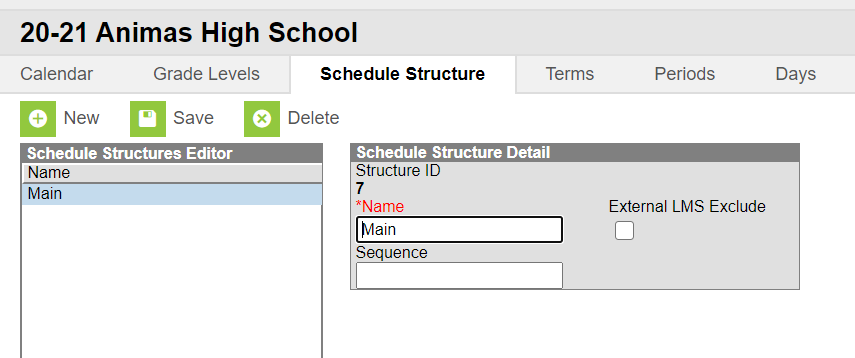 20-21 Animas High School
Calendar Grade Levels Schedule Structure Terms Periods Days
New Save Delete
Schedule Structures Editor
Name
Main
Schedule Structure Detail
Structure ID
7
*Name External LMS Exclude
Main
Sequence